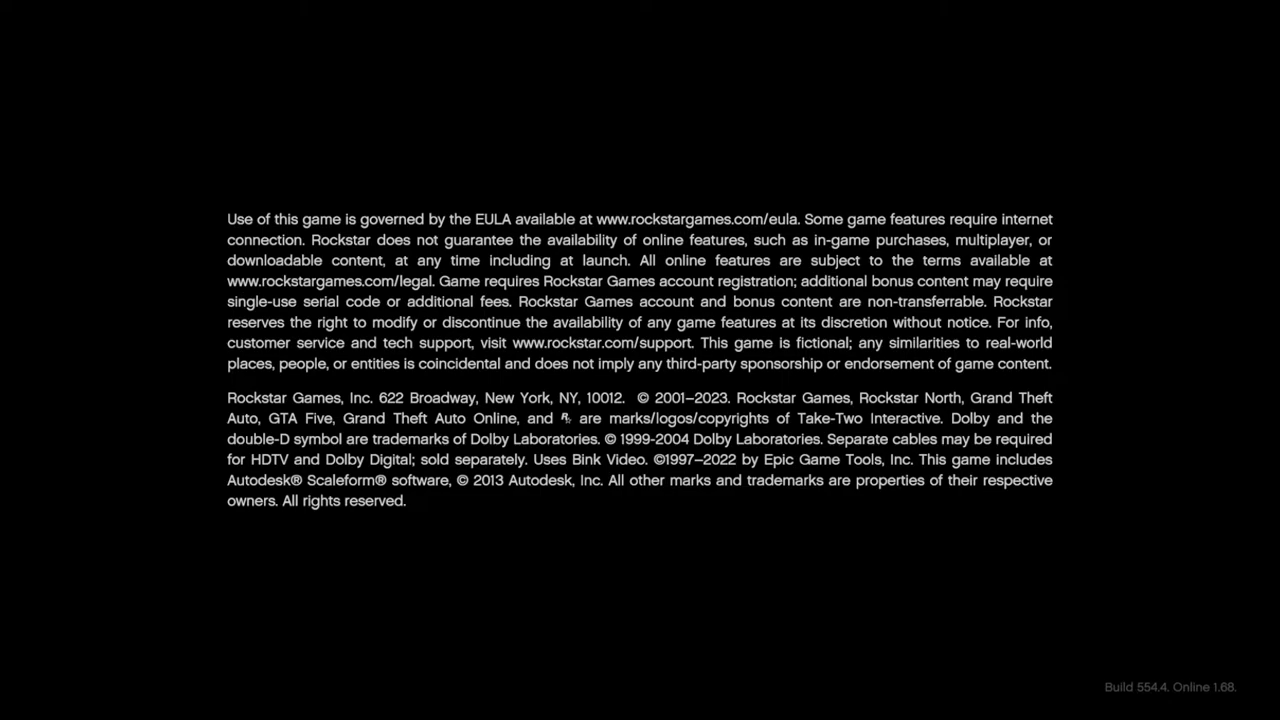 Use of this game is governed by the EULA available at www.rockstargames.com/eula. Some game features require internet
connection. Rockstar does not guarantee the availability of online features, such as in-game purchases, multiplayer, or
downloadable content, at any time including at launch. All online features are subject to the terms available at
www.rockstargames.com/legal. Game requires Rockstar Games account registration; additional bonus content may require
single-use serial code or additional fees. Rockstar Games account and bonus content are non-transferrable. Rockstar
reserves the right to modify or discontinue the availability of any game features at its discretion without notice. For info,
customer service and tech support, visit www.rockstar.com/support. This game is fictional; any similarities to real-world
places, people, or entities is coincidental and does not imply any third-party sponsorship or endorsement of game content.
Rockstar Games, Inc. 622 Broadway, New York, NY, 10012. © 2001–2023. Rockstar Games, Rockstar North, Grand Theft
Auto, GTA Five, Grand Theft Auto Online, and R* are marks/logos/copyrights of Take-Two Interactive. Dolby and the
double-D symbol are trademarks of Dolby Laboratories. © 1999-2004 Dolby Laboratories. Separate cables may be required
for HDTV and Dolby Digital; sold separately. Uses Bink Video. ©1997–2022 by Epic Game Tools, Inc. This game includes
Autodesk® Scaleform® software, © 2013 Autodesk, Inc. All other marks and trademarks are properties of their respective
owners. All rights reserved.
Build 554.4. Online 1.68.